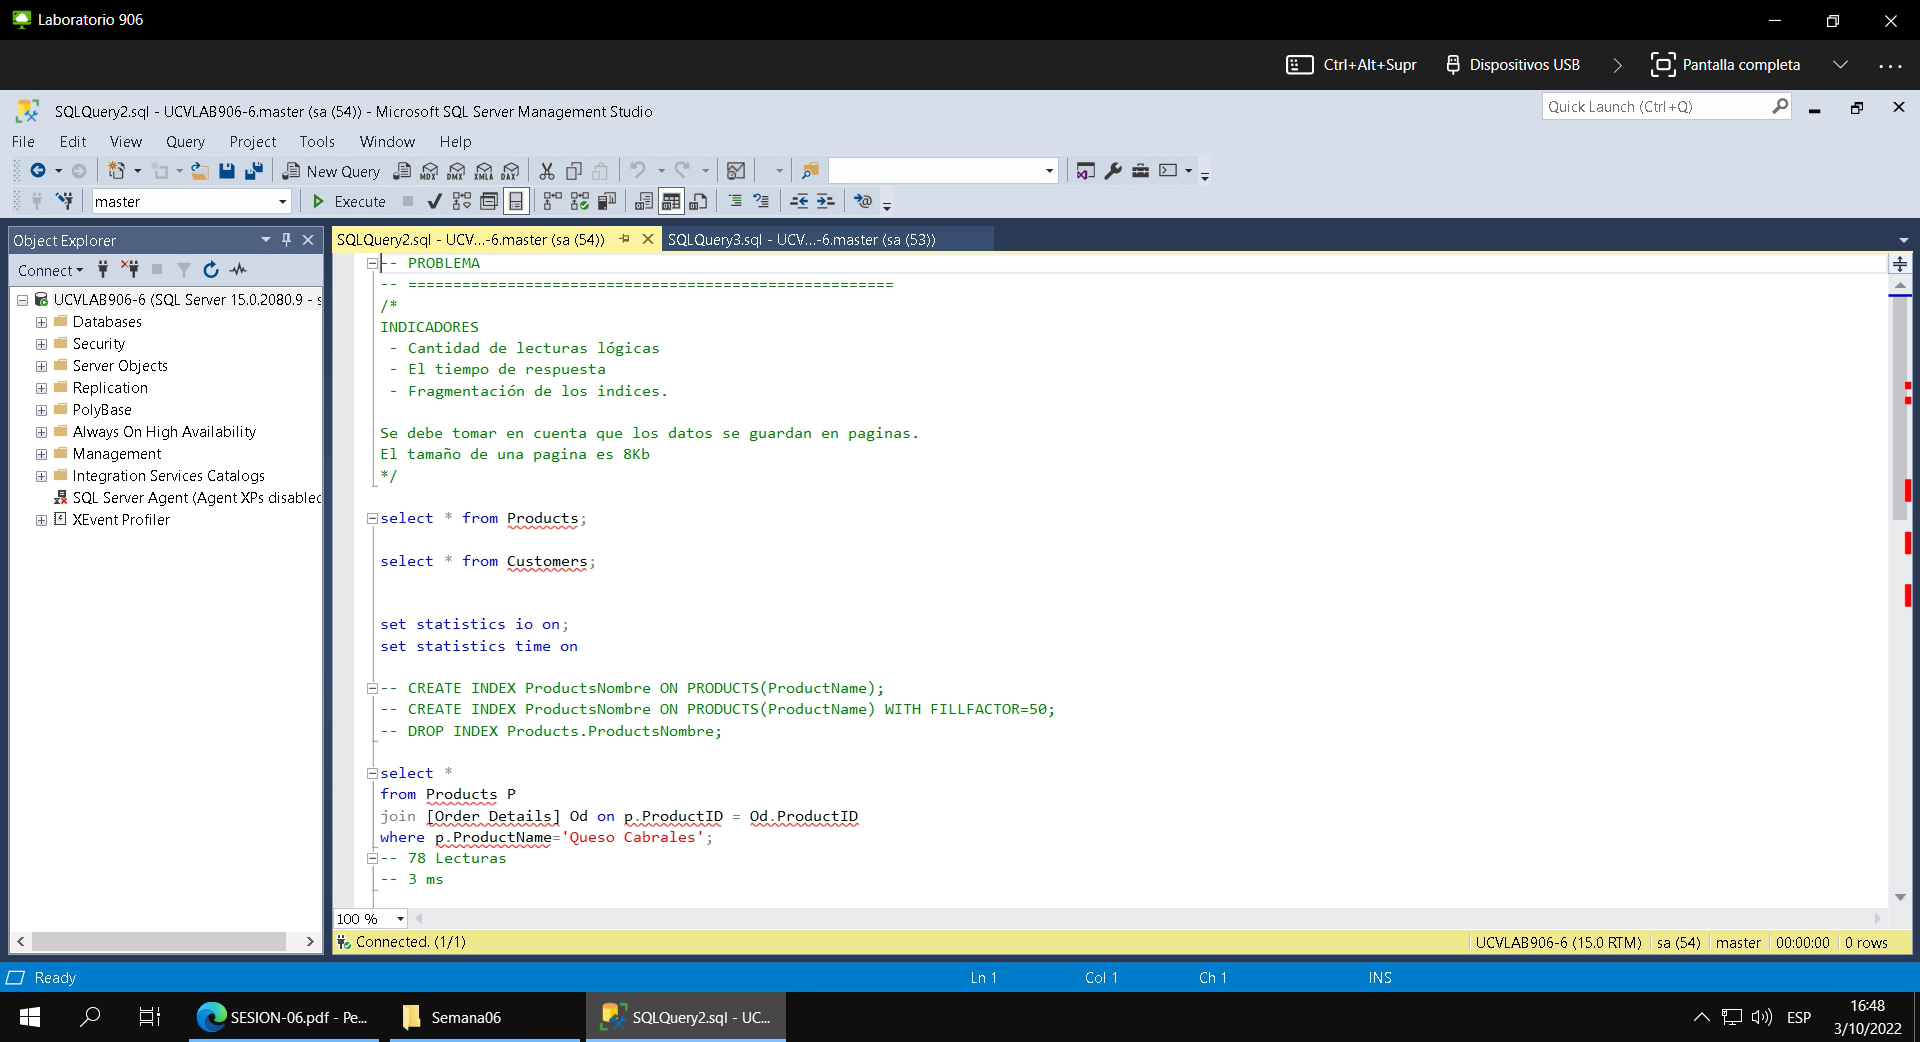 Laboratorio 906
Ctrl+Alt+Supr
Dispositivos USB
Pantalla completa
SQLQuery2.sql - UCVLAB906-6.master (sa (54)) - Microsoft SQL Server Management Studio
Quick Launch (Ctrl+Q)
File Edit View Query Project Tools Window Help
New Query
MDX
DMX
XMLA
DAX
master
Execute
Object Explorer
SQLQuery2.sql - UCV...-6.master (sa (54))
SQLQuery3.sql - UCV...-6.master (sa (53))
Connect
UCVLAB906-6 (SQL Server 15.0.2080.9 - s
Databases
Security
Server Objects
Replication
PolyBase
Always On High Availability
Management
Integration Services Catalogs
SQL Server Agent (Agent XPs disablec
XEvent Profiler
-- PROBLEMA
-- ======================================================
/*
INDICADORES
- Cantidad de lecturas lógicas
- El tiempo de respuesta
- Fragmentación de los indices.
Se debe tomar en cuenta que los datos se guardan en paginas.
El tamaño de una pagina es 8Kb
*/
select * from Products;
select * from Customers;
set statistics io on;
set statistics time on
-- CREATE INDEX ProductsNombre ON PRODUCTS(ProductName);
-- CREATE INDEX ProductsNombre ON PRODUCTS(ProductName) WITH FILLFACTOR=50;
-- DROP INDEX Products.ProductsNombre;
select *
from Products P
join [Order Details] Od on p.ProductID = Od.ProductID
where p.ProductName='Queso Cabrales';
-- 78 Lecturas
-- 3 ms
100 %
Connected. (1/1)
UCVLAB906-6 (15.0 RTM)
sa (54)
master
00:00:00
0 rows
Ready
Ln 1
Col 1
Ch 1
INS
SESION-06.pdf - Pe...
Semana06
SQLQuery2.sql - UC...
ESP
16:48
3/10/2022